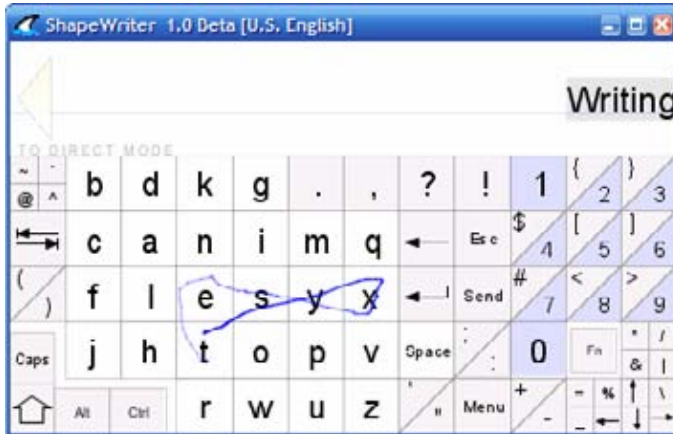 ShapeWriter 1.0 Beta [U.S. English]
Writing
TO DIRECT MODE
~ - @ ^ b d k g . , ? ! 1 { 2 } 3
c a n i m q Esc $ 4 [ 5 ] 6
( ) f l e s y x Send # 7 < 8 > 9
Caps j h t o p v Space : . 0 Fn * / & |
Alt Ctrl r w u z ' " Menu + - = % \ _